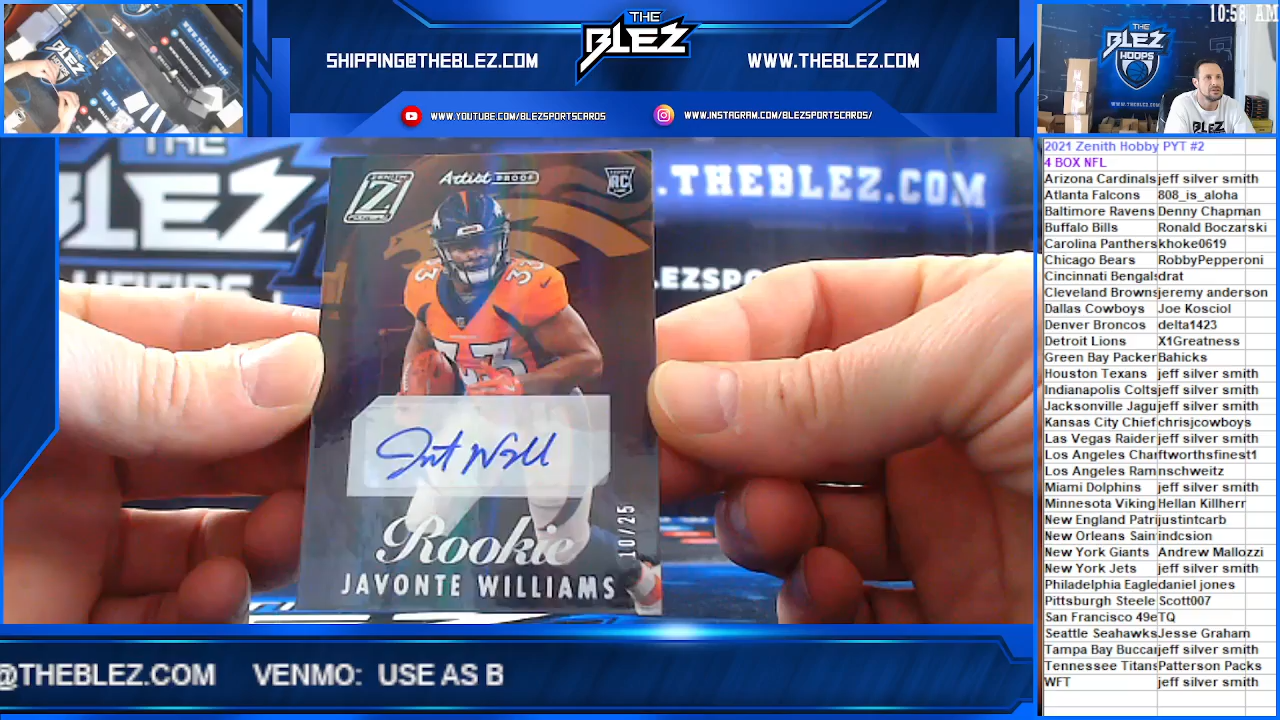 THE
BLEZ
SHIPPING@THEBLEZ.COM
WWW.THEBLEZ.COM
WWW.YOUTUBE.COM/BLEZSPORTSCARDS
WWW.INSTAGRAM.COM/BLEZSPORTSCARDS/
10:58 AM
THE
BLEZ
HOOPS
BLEZ
.THEBLEZ.COM
LEZSPO
ZENITH
Z
FOOTBALL
Artist PROOF
RC
33
33
33
Rookie
10/25
JAVONTE WILLIAMS
@THEBLEZ.COM VENMO: USE AS B
2021 Zenith Hobby PYT #2
4 BOX NFL
Arizona Cardinals jeff silver smith
Atlanta Falcons 808_is_aloha
Baltimore Ravens Denny Chapman
Buffalo Bills Ronald Boczarski
Carolina Panthers khoke0619
Chicago Bears RobbyPepperoni
Cincinnati Bengals drat
Cleveland Browns jeremy anderson
Dallas Cowboys Joe Kosciol
Denver Broncos delta1423
Detroit Lions X1Greatness
Green Bay Packer Bahicks
Houston Texans jeff silver smith
Indianapolis Colts jeff silver smith
Jacksonville Jagu jeff silver smith
Kansas City Chief chrisjcowboys
Las Vegas Raider jeff silver smith
Los Angeles Char ftworthsfinest1
Los Angeles Ram nschweitz
Miami Dolphins jeff silver smith
Minnesota Viking Hellan Killherr
New England Patri justintcarb
New Orleans Sain indcsion
New York Giants Andrew Mallozzi
New York Jets jeff silver smith
Philadelphia Eagle daniel jones
Pittsburgh Steele Scott007
San Francisco 49e TQ
Seattle Seahawks Jesse Graham
Tampa Bay Buccai jeff silver smith
Tennessee Titans Patterson Packs
WFT jeff silver smith